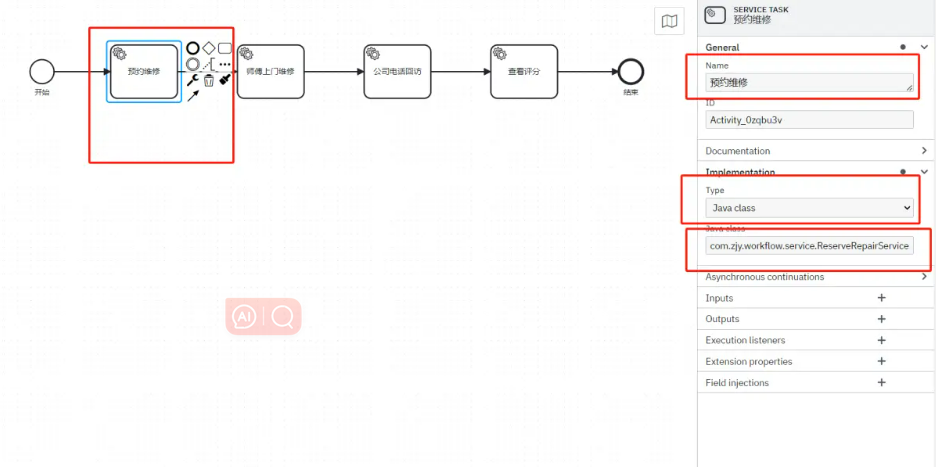 开始
预约维修
师傅上门维修
公司电话回访
查看评分
结束
AI
SERVICE TASK
预约维修
General
Name
预约维修
ID
Activity_0zqbu3v
Documentation
Implementation
Type
Java class
Java class
com.zjy.workflow.service.ReserveRepairService
Asynchronous continuations
Inputs
Outputs
Execution listeners
Extension properties
Field injections